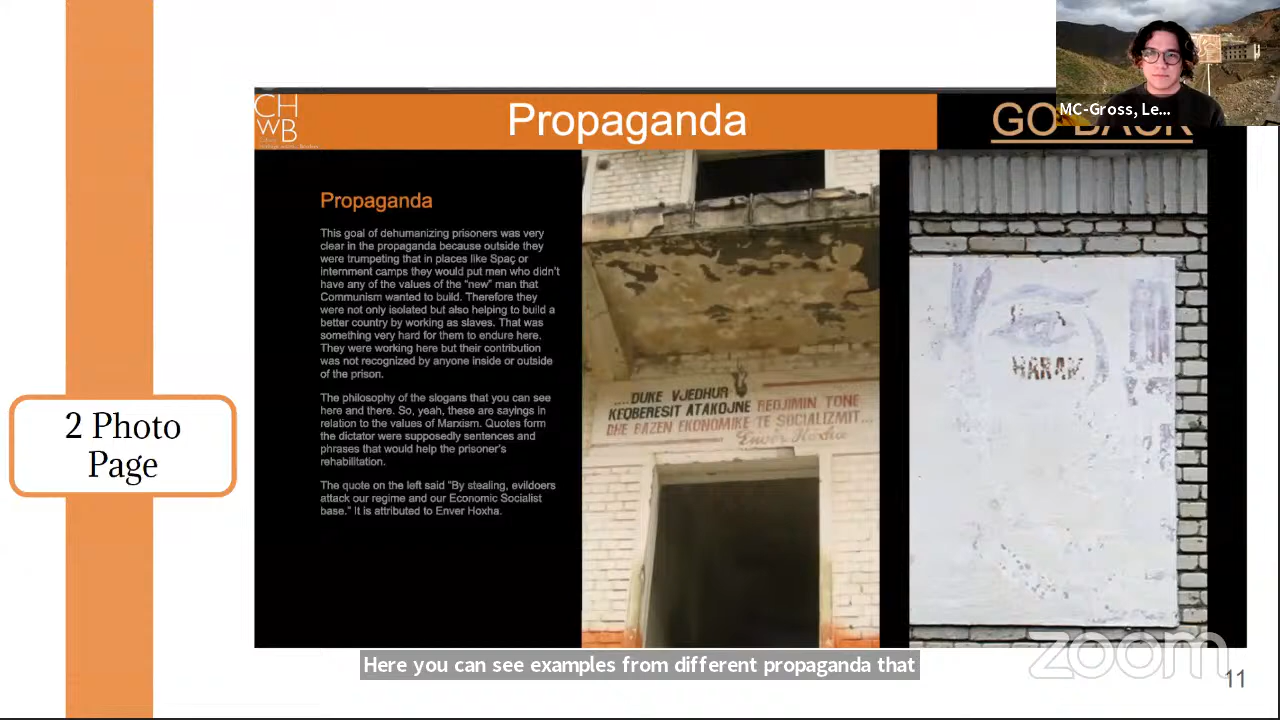 MC-Gross, Le...
CH
WB
Propaganda
GO BACK
Propaganda
This goal of dehumanizing prisoners was very
clear in the propaganda because outside they
were trumpeting that in places like Spaç or
internment camps they would put men who didn't
have any of the values of the "new" man that
Communism wanted to build. Therefore they
were not only isolated but also helping to build a
better country by working as slaves. That was
something very hard for them to endure here.
They were working here but their contribution
was not recognized by anyone inside or outside
of the prison.
The philosophy of the slogans that you can see
here and there. So, yeah, these are sayings in
relation to the values of Marxism. Quotes form
the dictator were supposedly sentences and
phrases that would help the prisoner's
rehabilitation.
The quote on the left said "By stealing, evildoers
attack our regime and our Economic Socialist
base." It is attributed to Enver Hoxha.
....DUKE VJEDHUR
KEQBERESIT ATAKOJNE REGJIMIN TONE
DHE BAZEN EKONOMIKE TE SOCIALIZMIT...
Enver Hoxha
2 Photo
Page
Here you can see examples from different propaganda that
zoom
11